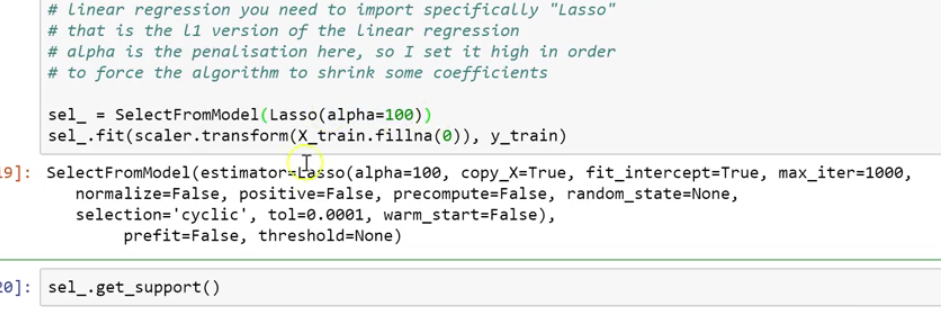 # linear regression you need to import specifically "Lasso"
# that is the l1 version of the linear regression
# alpha is the penalisation here, so I set it high in order
# to force the algorithm to shrink some coefficients
sel_ = SelectFromModel(Lasso(alpha=100))
sel_.fit(scaler.transform(X_train.fillna(0)), y_train)
9]: SelectFromModel(estimator=Lasso(alpha=100, copy_X=True, fit_intercept=True, max_iter=1000,
normalize=False, positive=False, precompute=False, random_state=None,
selection='cyclic', tol=0.0001, warm_start=False),
prefit=False, threshold=None)
20]: sel_.get_support()